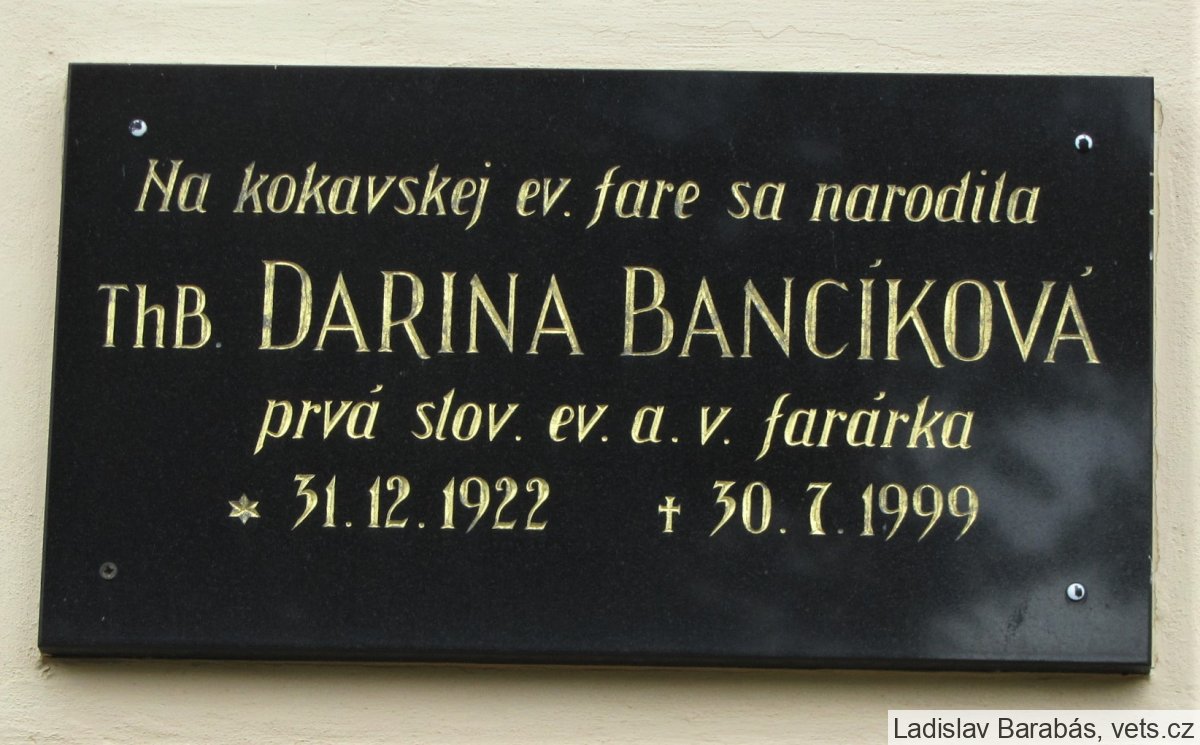 Na kokavskej ev. fare sa narodila
ThB. DARINA BANCÍKOVÁ
prvá slov. ev. a. v. farárka
* 31. 12. 1922 † 30. 7. 1999
Ladislav Barabás, vets.cz